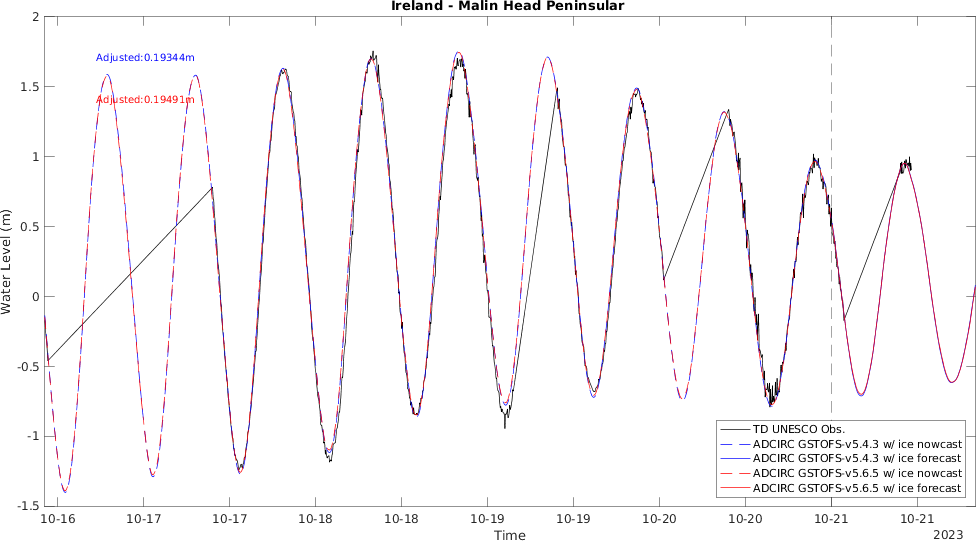 Ireland - Malin Head Peninsular
2
1.5
1
0.5
0
-0.5
-1
-1.5
Water Level (m)
Adjusted:0.19344m
Adjusted:0.19491m
TD UNESCO Obs.
ADCIRC GSTOFS-v5.4.3 w/ ice nowcast
ADCIRC GSTOFS-v5.4.3 w/ ice forecast
ADCIRC GSTOFS-v5.6.5 w/ ice nowcast
ADCIRC GSTOFS-v5.6.5 w/ ice forecast
10-16 10-17 10-17 10-18 10-18 10-19 10-19 10-20 10-20 10-21 10-21
Time
2023